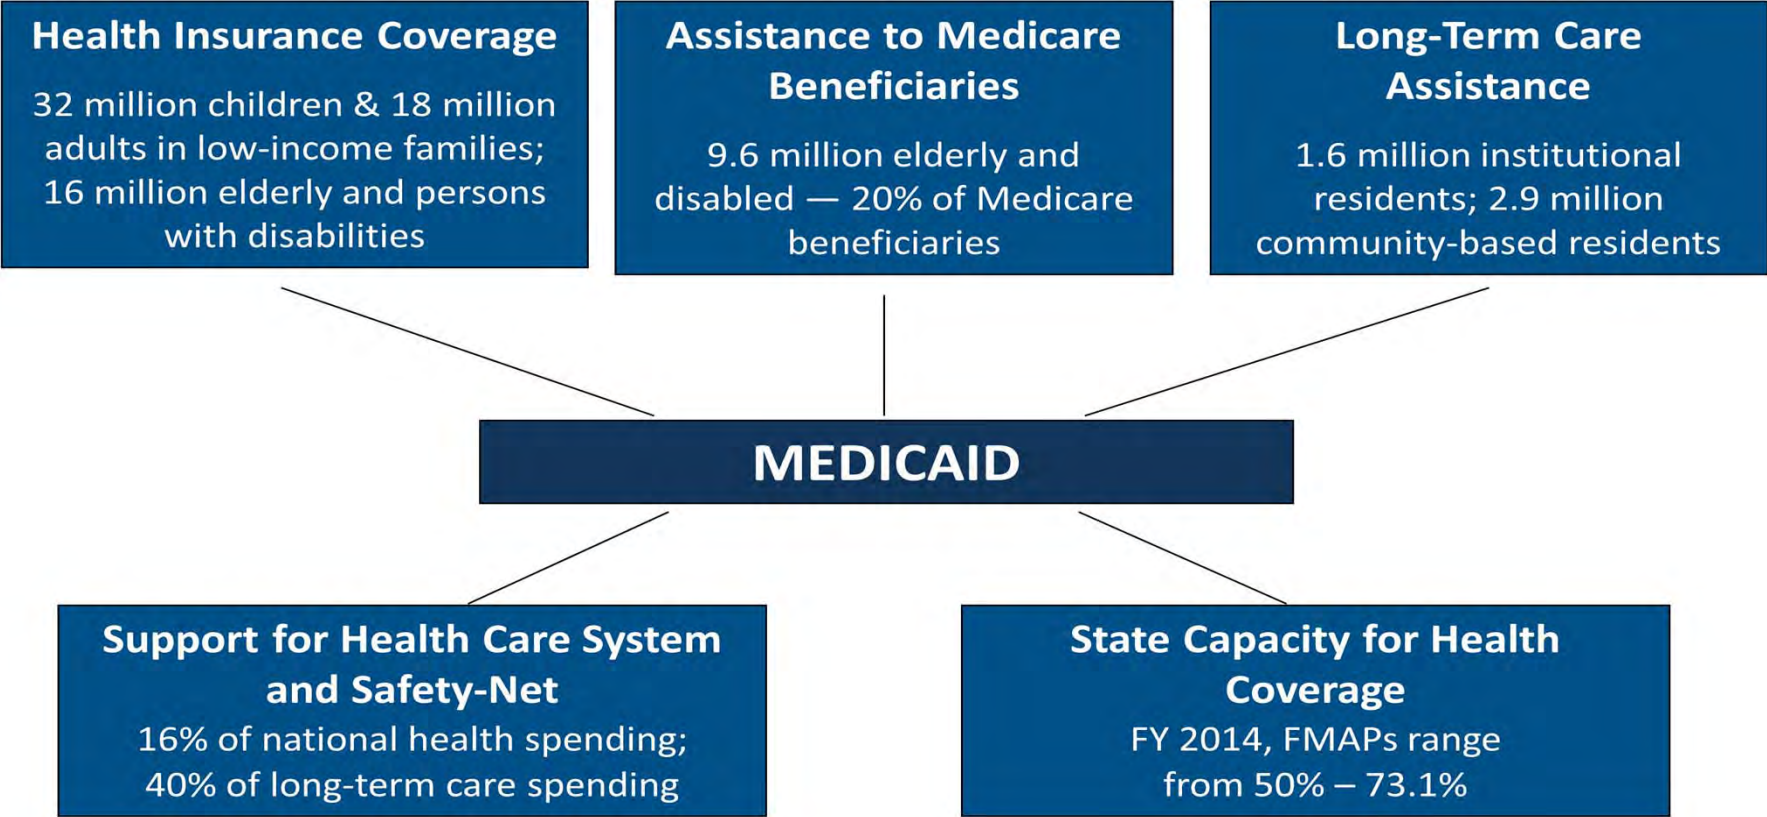 Health Insurance Coverage
32 million children & 18 million
adults in low-income families;
16 million elderly and persons
with disabilities
Assistance to Medicare
Beneficiaries
9.6 million elderly and
disabled — 20% of Medicare
beneficiaries
Long-Term Care
Assistance
1.6 million institutional
residents; 2.9 million
community-based residents
MEDICAID
Support for Health Care System
and Safety-Net
16% of national health spending;
40% of long-term care spending
State Capacity for Health
Coverage
FY 2014, FMAPs range
from 50% – 73.1%